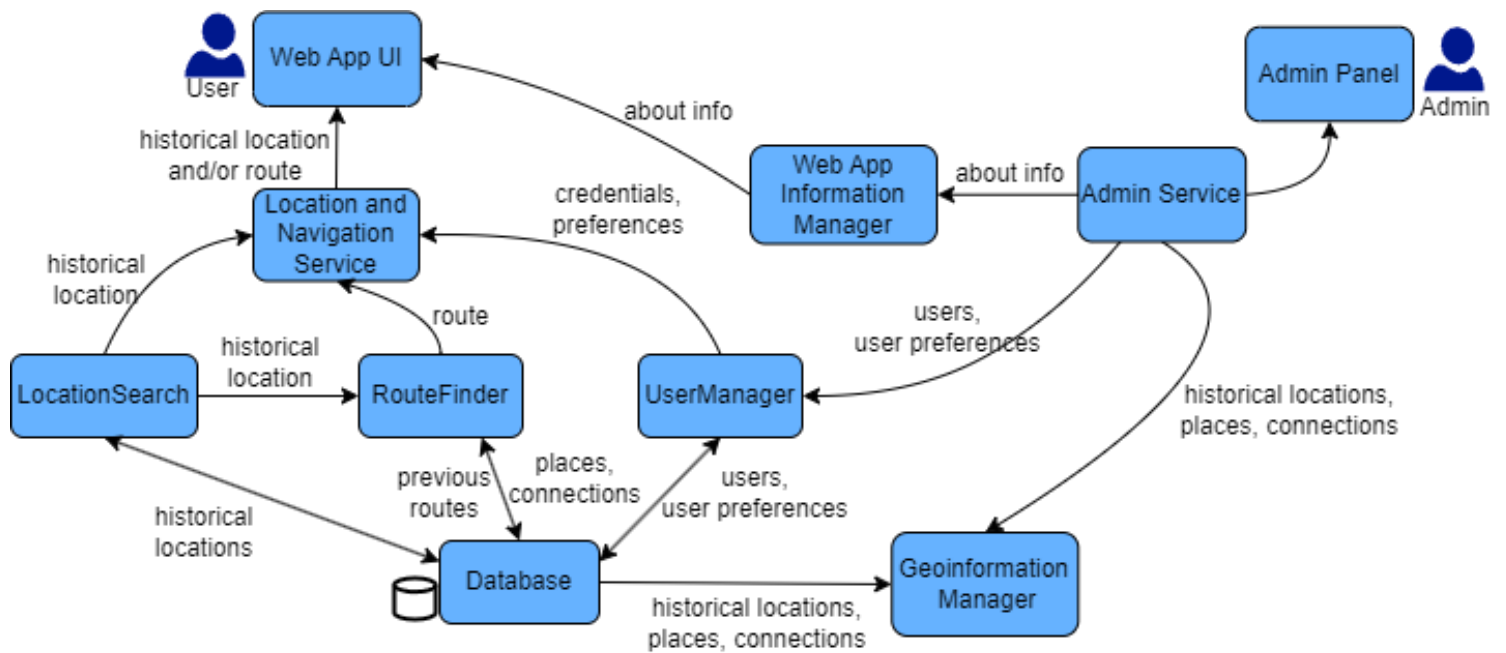 Web App UI
User
Admin Panel
Admin
about info
historical location
and/or route
Web App
Information
Manager
about info
Admin Service
Location and
Navigation
Service
credentials,
preferences
historical
location
route
users,
user preferences
historical
location
LocationSearch
RouteFinder
UserManager
historical locations,
places, connections
previous
routes
places,
connections
users,
user preferences
historical
locations
Database
Geoinformation
Manager
historical locations,
places, connections